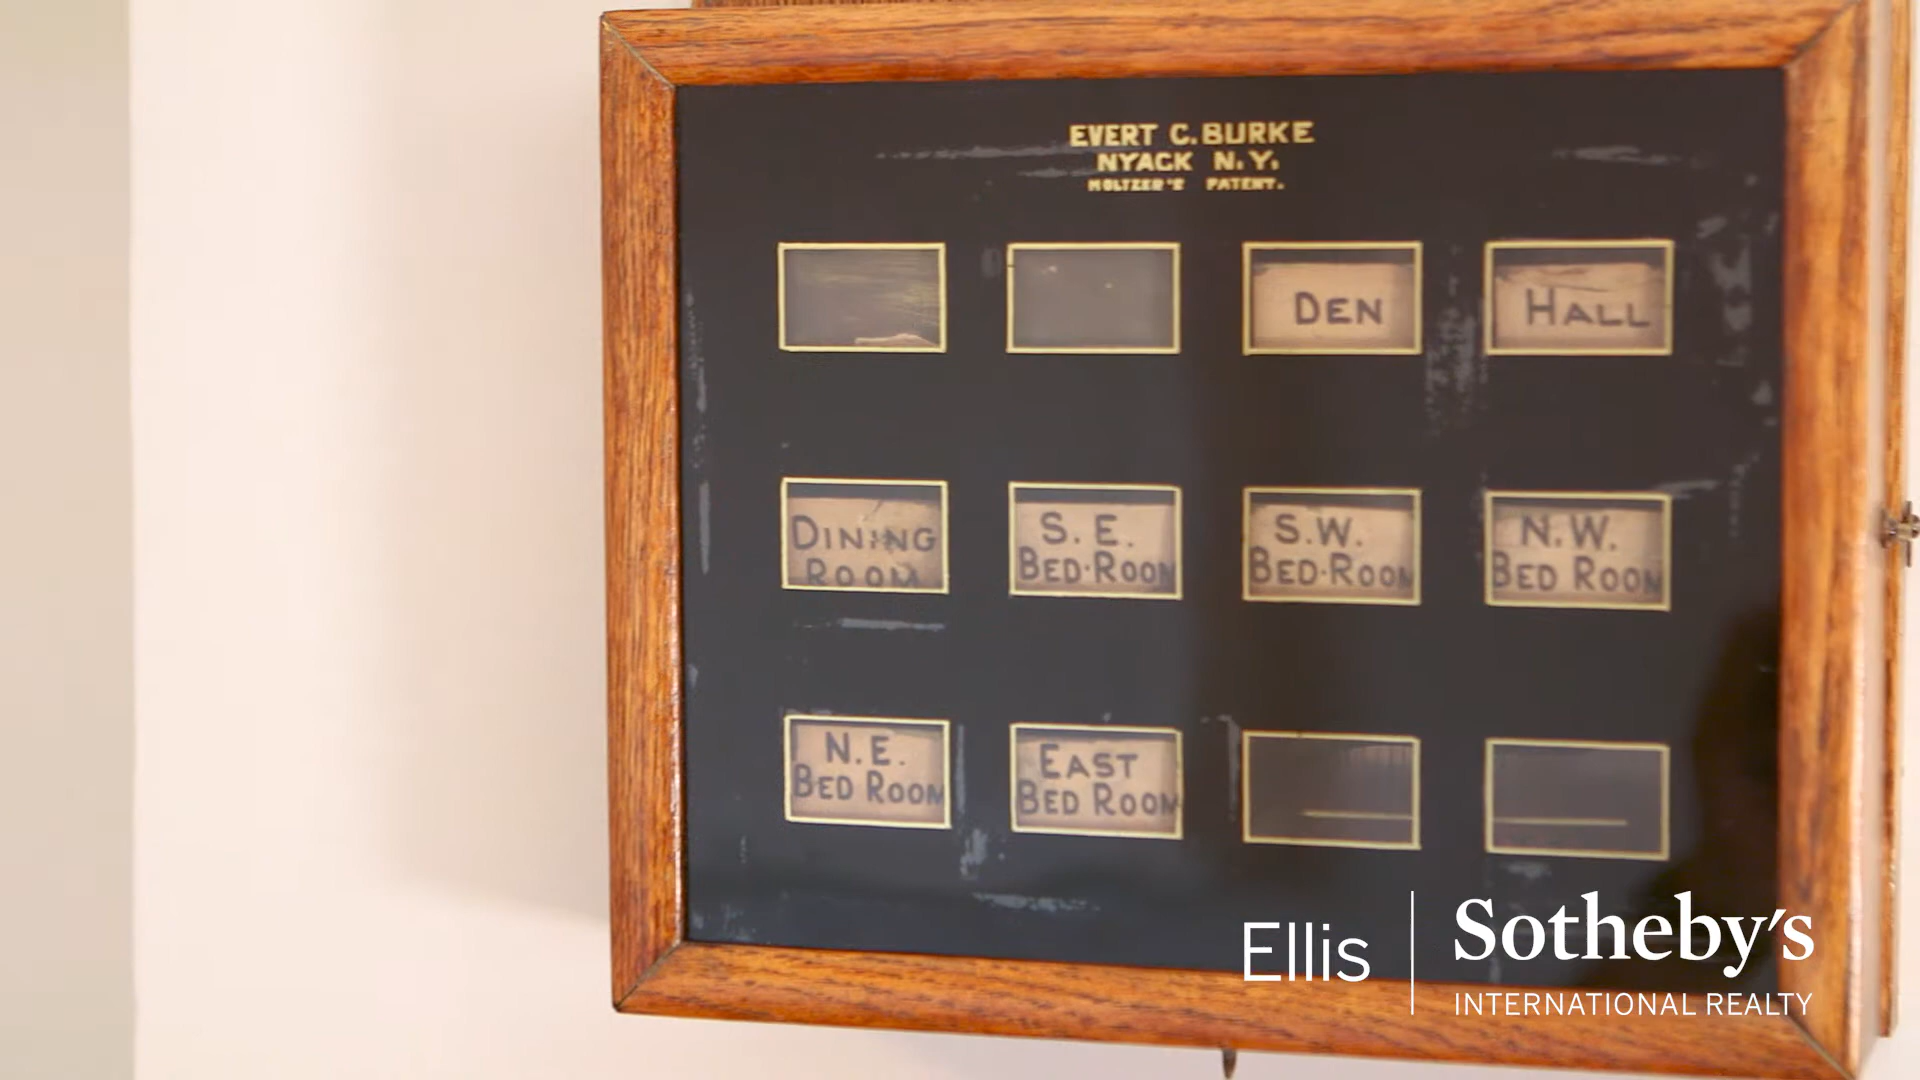 EVERT C. BURKE
NYACK N.Y.
HOLTZER'S PATENT.
DEN
HALL
DINING
ROOM
S. E.
BED-ROOM
S.W.
BED-ROOM
N.W.
BED ROOM
N.E.
BED ROOM
EAST
BED ROOM
Ellis
Sotheby's
INTERNATIONAL REALTY